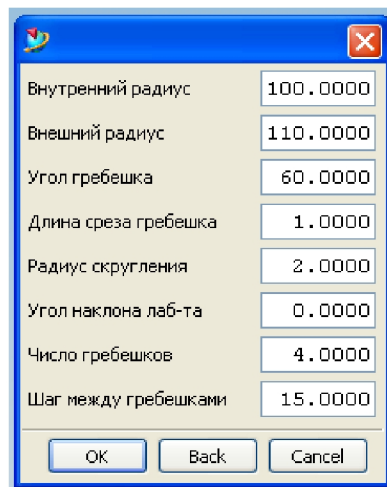 Внутренний радиус 100.0000
Внешний радиус 110.0000
Угол гребешка 60.0000
Длина среза гребешка 1.0000
Радиус скругления 2.0000
Угол наклона лаб-та 0.0000
Число гребешков 4.0000
Шаг между гребешками 15.0000
OK Back Cancel